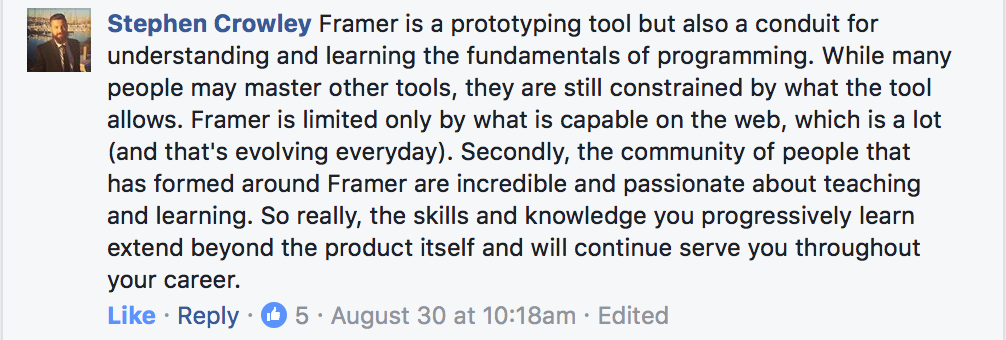 Stephen Crowley Framer is a prototyping tool but also a conduit for
understanding and learning the fundamentals of programming. While many
people may master other tools, they are still constrained by what the tool
allows. Framer is limited only by what is capable on the web, which is a lot
(and that's evolving everyday). Secondly, the community of people that
has formed around Framer are incredible and passionate about teaching
and learning. So really, the skills and knowledge you progressively learn
extend beyond the product itself and will continue serve you throughout
your career.
Like · Reply · 5 · August 30 at 10:18am · Edited